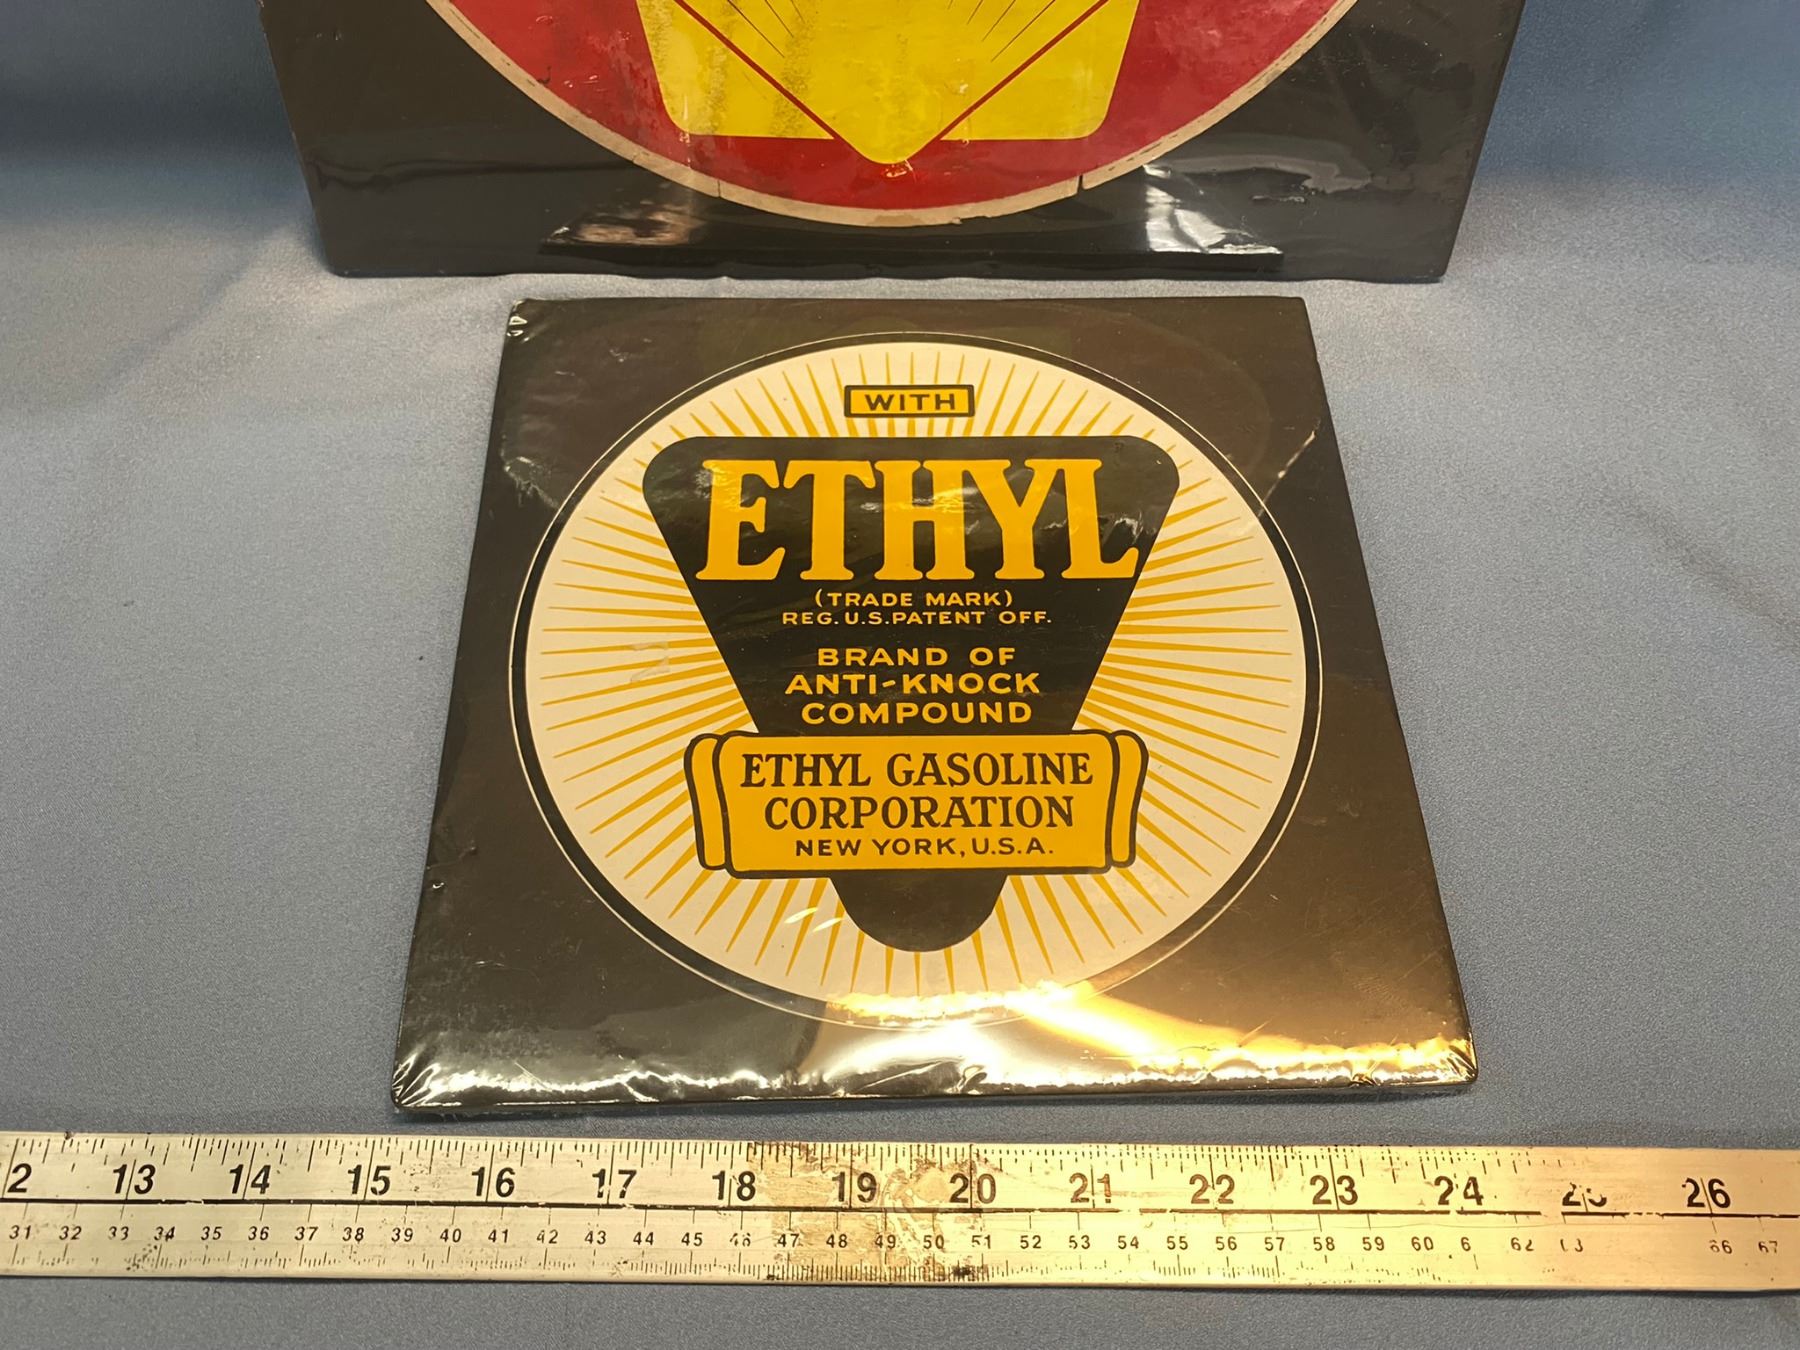 WITH
ETHYL
(TRADE MARK)
REG. U.S. PATENT OFF.
BRAND OF
ANTI-KNOCK
COMPOUND
ETHYL GASOLINE
CORPORATION
NEW YORK, U.S.A.
2 13 14 15 16 17 18 19 20 21 22 23 24 26
31 32 33 34 35 36 37 38 39 40 41 42 43 44 45 46 47 48 49 50 51 52 53 54 55 56 57 58 59 60 6 62 66 67